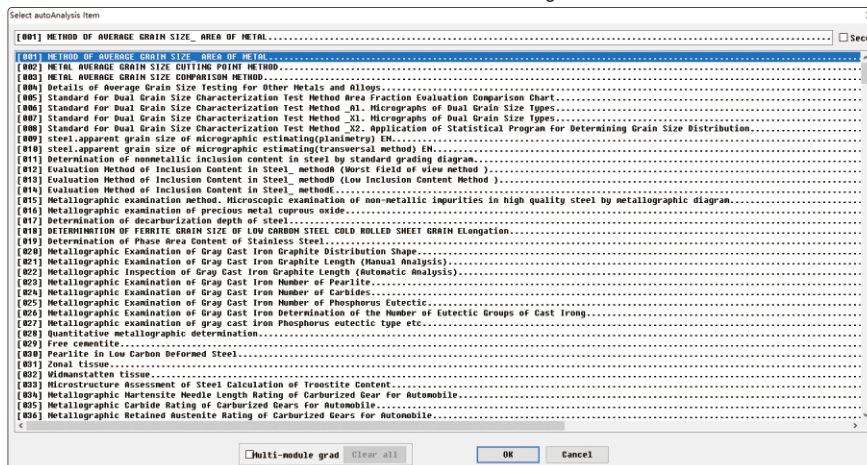 Select autoAnalysis Item
[001] METHOD OF AVERAGE GRAIN SIZE_ AREA OF METAL
Seco
[001] METHOD OF AVERAGE GRAIN SIZE_ AREA OF METAL
[002] METAL AVERAGE GRAIN SIZE CUTTING POINT METHOD
[003] METAL AVERAGE GRAIN SIZE COMPARISON METHOD
[004] Details of Average Grain Size Testing for Other Metals and Alloys
[005] Standard for Dual Grain Size Characterization Test Method Area Fraction Evaluation Comparison Chart
[006] Standard for Dual Grain Size Characterization Test Method _A1. Micrographs of Dual Grain Size Types
[007] Standard for Dual Grain Size Characterization Test Method _X1. Micrographs of Dual Grain Size Types
[008] Standard for Dual Grain Size Characterization Test Method _X2. Application of Statistical Program for Determining Grain Size Distribution
[009] steel.apparent grain size of micrographic estimating(planimetry) EN
[010] steel.apparent grain size of micrographic estimating(transversal method) EN
[011] Determination of nonmetallic inclusion content in steel by standard grading diagram
[012] Evaluation Method of Inclusion Content in Steel_ methodA (Worst field of view method )
[013] Evaluation Method of Inclusion Content in Steel_ methodD (Low Inclusion Content Method )
[014] Evaluation Method of Inclusion Content in Steel_ methodE
[015] Metallographic examination method. Microscopic examination of non-metallic impurities in high quality steel by metallographic diagram
[016] Metallographic examination of precious metal cuprous oxide
[017] Determination of decarburization depth of steel
[018] DETERMINATION OF FERRITE GRAIN SIZE OF LOW CARBON STEEL COLD ROLLED SHEET GRAIN ELongation
[019] Determination of Phase Area Content of Stainless Steel
[020] Metallographic Examination of Gray Cast Iron Graphite Distribution Shape
[021] Metallographic Examination of Gray Cast Iron Graphite Length (Manual Analysis)
[022] Metallographic Inspection of Gray Cast Iron Graphite Length (Automatic Analysis)
[023] Metallographic Examination of Gray Cast Iron Number of Pearlite
[024] Metallographic Examination of Gray Cast Iron Number of Carbides
[025] Metallographic Examination of Gray Cast Iron Number of Phosphorus Eutectic
[026] Metallographic Examination of Gray Cast Iron Determination of the Number of Eutectic Groups of Cast Irong
[027] Metallographic examination of gray cast iron Phosphorus eutectic type etc
[028] Quantitative metallographic determination
[029] Free cementite
[030] Pearlite in Low Carbon Deformed Steel
[031] Zonal tissue
[032] Widmanstatten tissue
[033] Microstructure Assessment of Steel Calculation of Troostite Content
[034] Metallographic Martensite Needle Length Rating of Carburized Gear for Automobile
[035] Metallographic Carbide Rating of Carburized Gears for Automobile
[036] Metallographic Retained Austenite Rating of Carburized Gears for Automobile
Multi-module grad Clear all OK Cancel